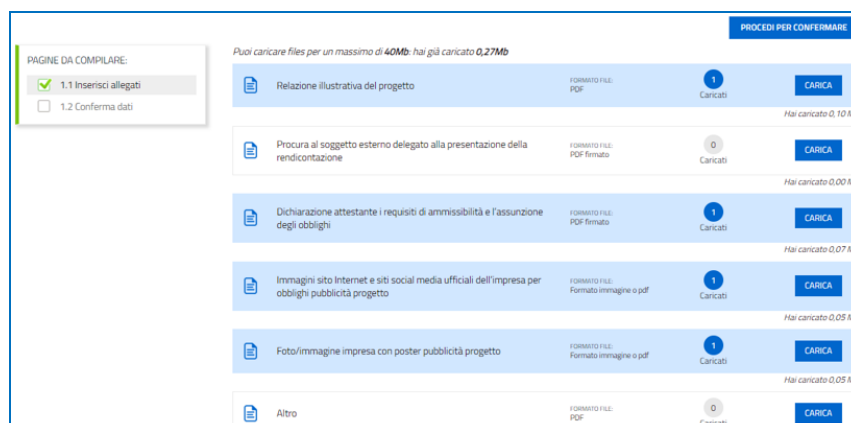 PROCEDI PER CONFERMARE
PAGINE DA COMPILARE:
1.1 Inserisci allegati
1.2 Conferma dati
Puoi caricare files per un massimo di 40Mb: hai già caricato 0,27Mb
Relazione illustrativa del progetto
FORMATO FILE:
PDF
1
Caricati
CARICA
Hai caricato 0,10 M
Procura al soggetto esterno delegato alla presentazione della
rendicontazione
FORMATO FILE:
PDF firmato
0
Caricati
CARICA
Hai caricato 0,00 M
Dichiarazione attestante i requisiti di ammissibilità e l'assunzione
degli obblighi
FORMATO FILE:
PDF firmato
1
Caricati
CARICA
Hai caricato 0,07 M
Immagini sito Internet e siti social media ufficiali dell'impresa per
obblighi pubblicità progetto
FORMATO FILE:
Formato immagine o pdf
1
Caricati
CARICA
Hai caricato 0,05 M
Foto/immagine impresa con poster pubblicità progetto
FORMATO FILE:
Formato immagine o pdf
1
Caricati
CARICA
Hai caricato 0,05 M
Altro
FORMATO FILE:
PDF
0
Caricati
CARICA